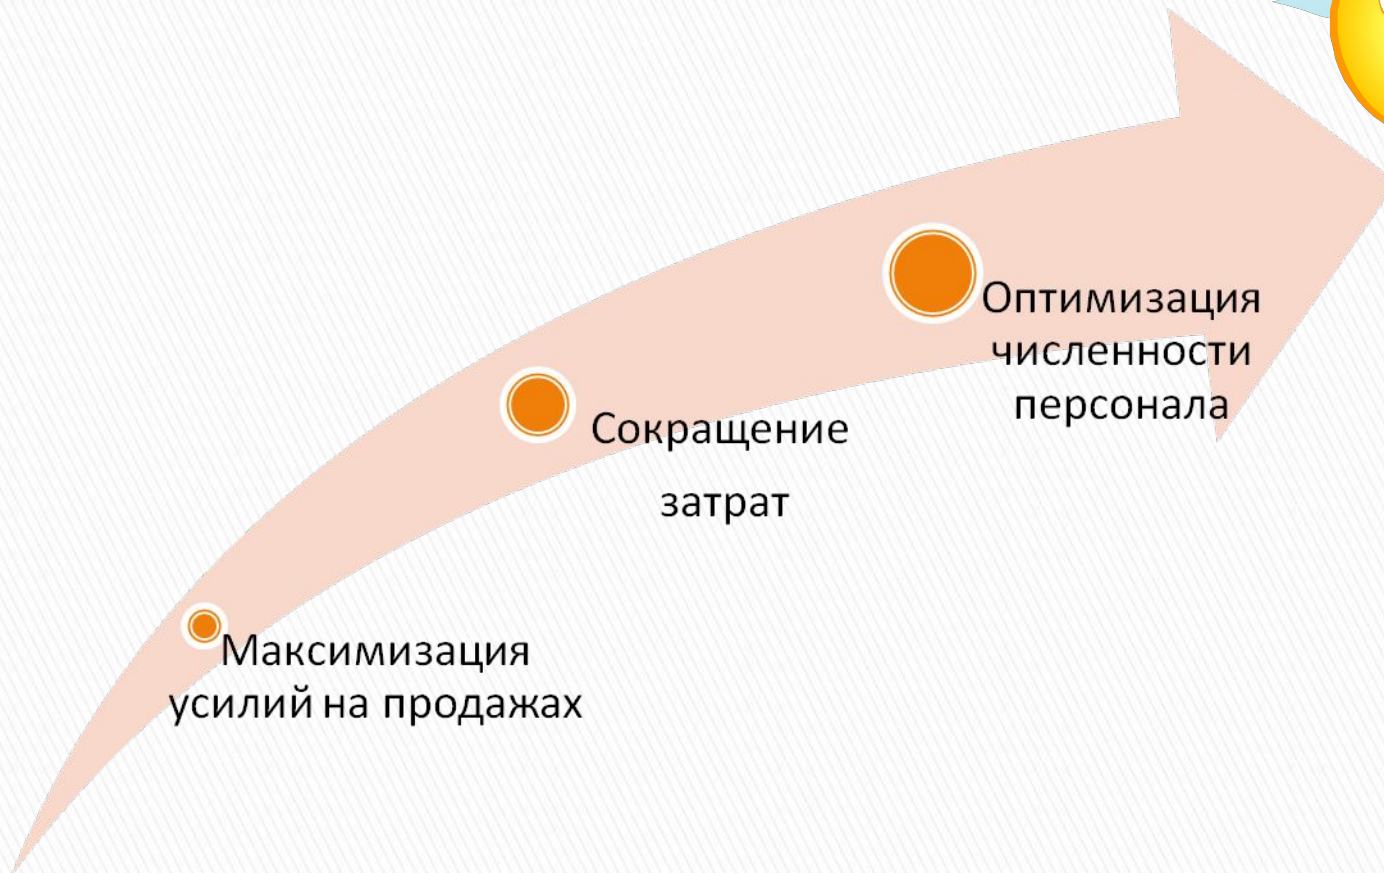 Оптимизация
численности
персонала
Сокращение
затрат
Максимизация
усилий на продажах